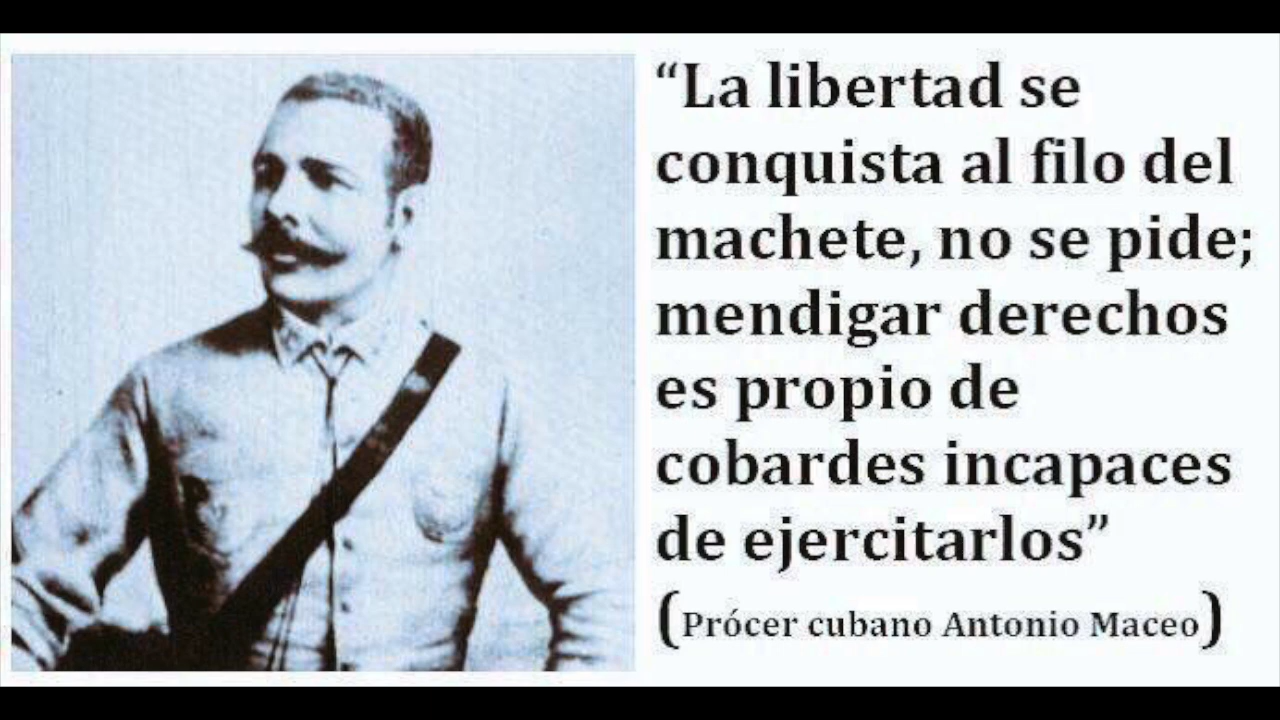 “La libertad se
conquista al filo del
machete, no se pide;
mendigar derechos
es propio de
cobardes incapaces
de ejercitarlos”
(Prócer cubano Antonio Maceo)